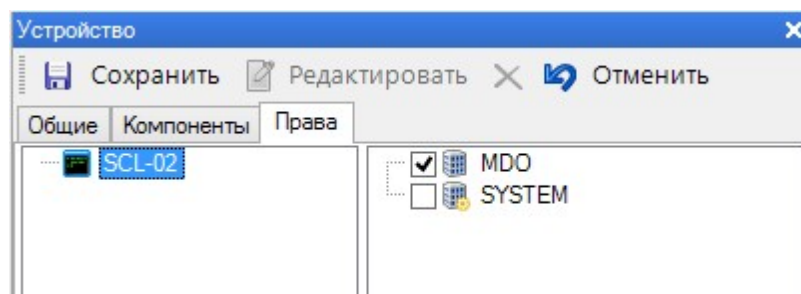 Устройство
Сохранить Редактировать Отменить
Общие Компоненты Права
SCL-02 MDO
SYSTEM